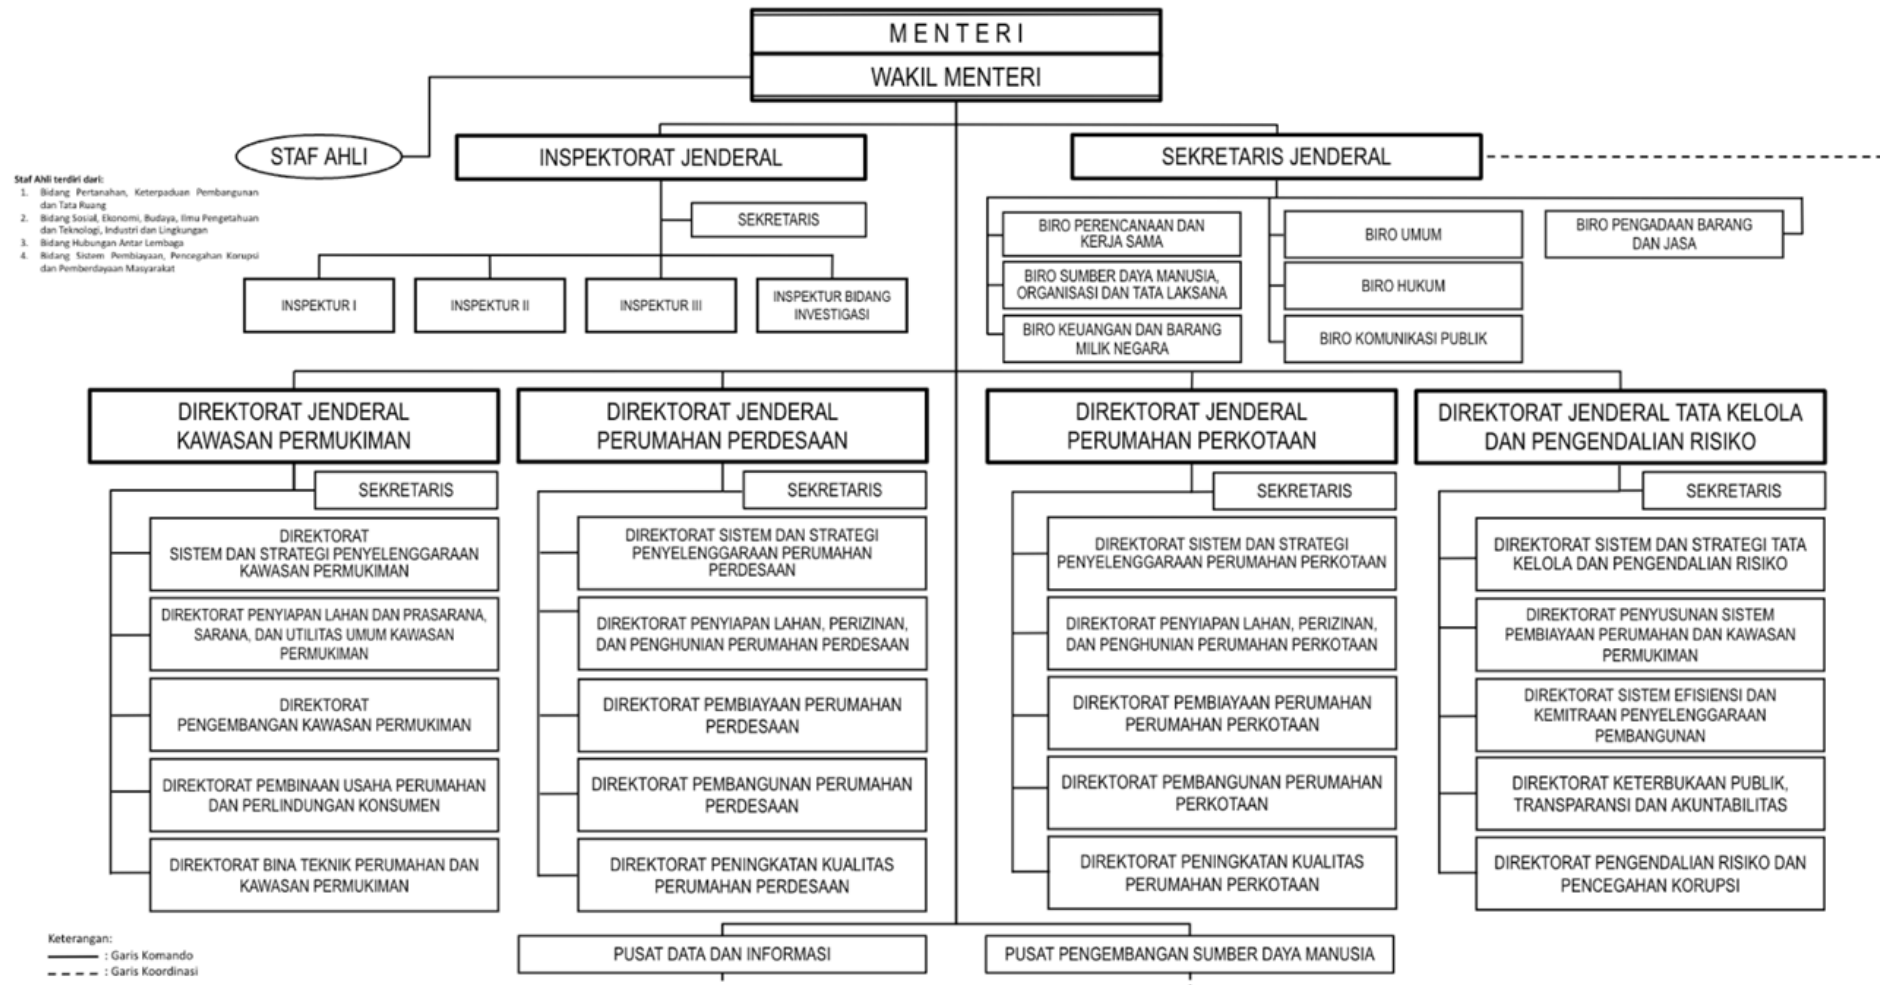 MENTERI
WAKIL MENTERI
STAF AHLI
INSPEKTORAT JENDERAL
SEKRETARIS JENDERAL
Staf Ahli terdiri dari:
1. Bidang Pertanahan, Keterpaduan Pembangunan
dan Tata Ruang
2. Bidang Sosial, Ekonomi, Budaya, Ilmu Pengetahuan
dan Teknologi, Industri dan Lingkungan
3. Bidang Hubungan Antar Lembaga
4. Bidang Sistem Pembiayaan, Pencegahan Korupsi
dan Pemberdayaan Masyarakat
SEKRETARIS
INSPEKTUR I
INSPEKTUR II
INSPEKTUR III
INSPEKTUR BIDANG
INVESTIGASI
BIRO PERENCANAAN DAN
KERJA SAMA
BIRO SUMBER DAYA MANUSIA,
ORGANISASI DAN TATA LAKSANA
BIRO KEUANGAN DAN BARANG
MILIK NEGARA
BIRO UMUM
BIRO HUKUM
BIRO KOMUNIKASI PUBLIK
BIRO PENGADAAN BARANG
DAN JASA
DIREKTORAT JENDERAL
KAWASAN PERMUKIMAN
SEKRETARIS
DIREKTORAT
SISTEM DAN STRATEGI PENYELENGGARAAN
KAWASAN PERMUKIMAN
DIREKTORAT PENYIAPAN LAHAN DAN PRASARANA,
SARANA, DAN UTILITAS UMUM KAWASAN
PERMUKIMAN
DIREKTORAT
PENGEMBANGAN KAWASAN PERMUKIMAN
DIREKTORAT PEMBINAAN USAHA PERUMAHAN
DAN PERLINDUNGAN KONSUMEN
DIREKTORAT BINA TEKNIK PERUMAHAN DAN
KAWASAN PERMUKIMAN
DIREKTORAT JENDERAL
PERUMAHAN PERDESAAN
SEKRETARIS
DIREKTORAT SISTEM DAN STRATEGI
PENYELENGGARAAN PERUMAHAN
PERDESAAN
DIREKTORAT PENYIAPAN LAHAN, PERIZINAN,
DAN PENGHUNIAN PERUMAHAN PERDESAAN
DIREKTORAT PEMBIAYAAN PERUMAHAN
PERDESAAN
DIREKTORAT PEMBANGUNAN PERUMAHAN
PERDESAAN
DIREKTORAT PENINGKATAN KUALITAS
PERUMAHAN PERDESAAN
DIREKTORAT JENDERAL
PERUMAHAN PERKOTAAN
SEKRETARIS
DIREKTORAT SISTEM DAN STRATEGI
PENYELENGGARAAN PERUMAHAN PERKOTAAN
DIREKTORAT PENYIAPAN LAHAN, PERIZINAN,
DAN PENGHUNIAN PERUMAHAN PERKOTAAN
DIREKTORAT PEMBIAYAAN PERUMAHAN
PERUMAHAN PERKOTAAN
DIREKTORAT PEMBANGUNAN PERUMAHAN
PERKOTAAN
DIREKTORAT PENINGKATAN KUALITAS
PERUMAHAN PERKOTAAN
DIREKTORAT JENDERAL TATA KELOLA
DAN PENGENDALIAN RISIKO
SEKRETARIS
DIREKTORAT SISTEM DAN STRATEGI TATA
KELOLA DAN PENGENDALIAN RISIKO
DIREKTORAT PENYUSUNAN SISTEM
PEMBIAYAAN PERUMAHAN DAN KAWASAN
PERMUKIMAN
DIREKTORAT SISTEM EFISIENSI DAN
KEMITRAAN PENYELENGGARAAN
PEMBANGUNAN
DIREKTORAT KETERBUKAAN PUBLIK,
TRANSPARANSI DAN AKUNTABILITAS
DIREKTORAT PENGENDALIAN RISIKO DAN
PENCEGAHAN KORUPSI
PUSAT DATA DAN INFORMASI
PUSAT PENGEMBANGAN SUMBER DAYA MANUSIA
Keterangan:
: Garis Komando
: Garis Koordinasi